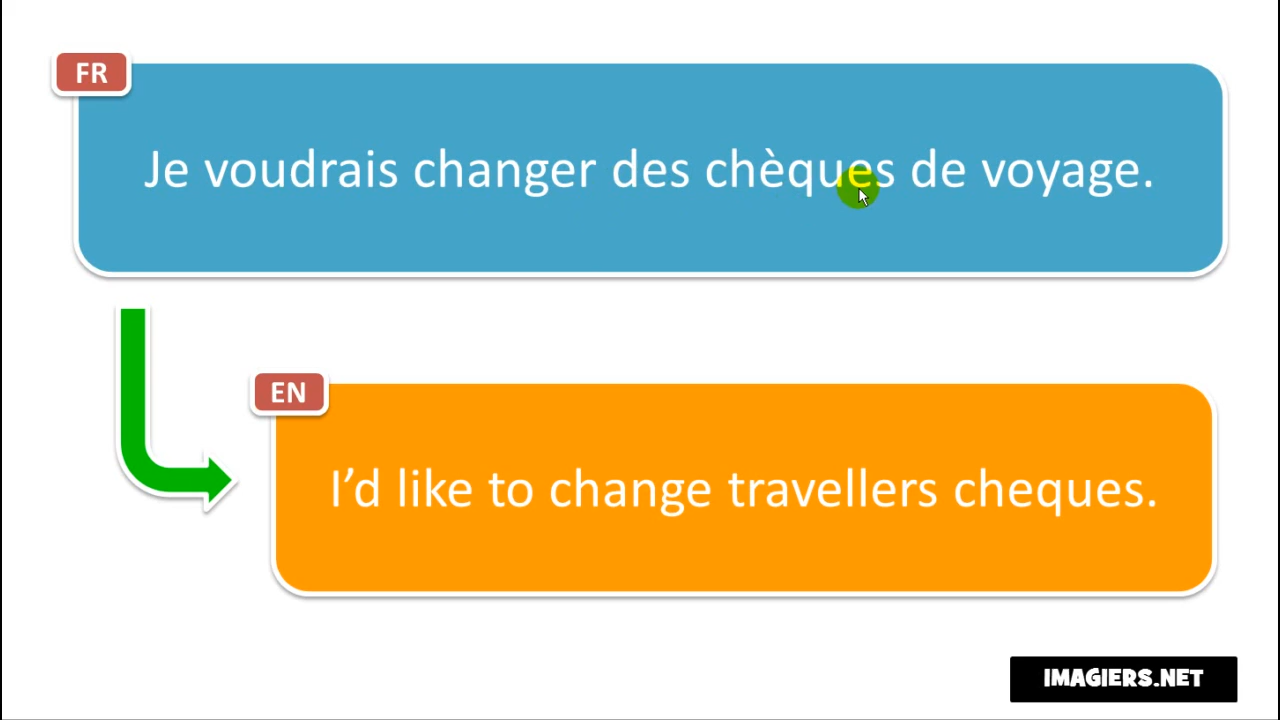 FR
Je voudrais changer des chèques de voyage.
EN
I’d like to change travellers cheques.
IMAGIERS.NET